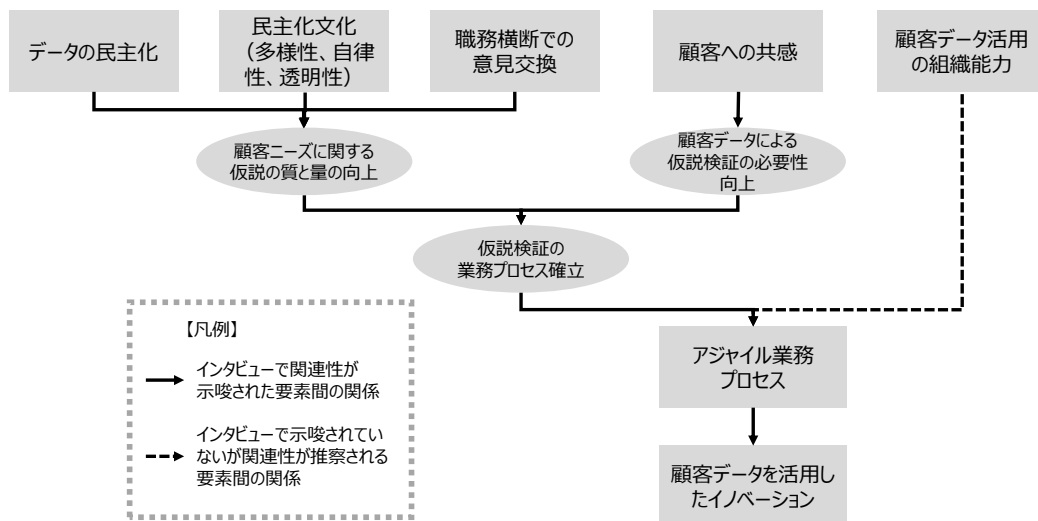 データの民主化
民主化文化
（多様性、自律
性、透明性）
職務横断での
意見交換
顧客への共感
顧客データ活用
の組織能力
顧客ニーズに関する
仮説の質と量の向上
顧客データによる
仮説検証の必要性
向上
仮説検証の
業務プロセス確立
【凡例】
インタビューで関連性が
示唆された要素間の関係
インタビューで示唆されてい
ないが関連性が推察される
要素間の関係
アジャイル業務
プロセス
顧客データを活用し
たイノベーション